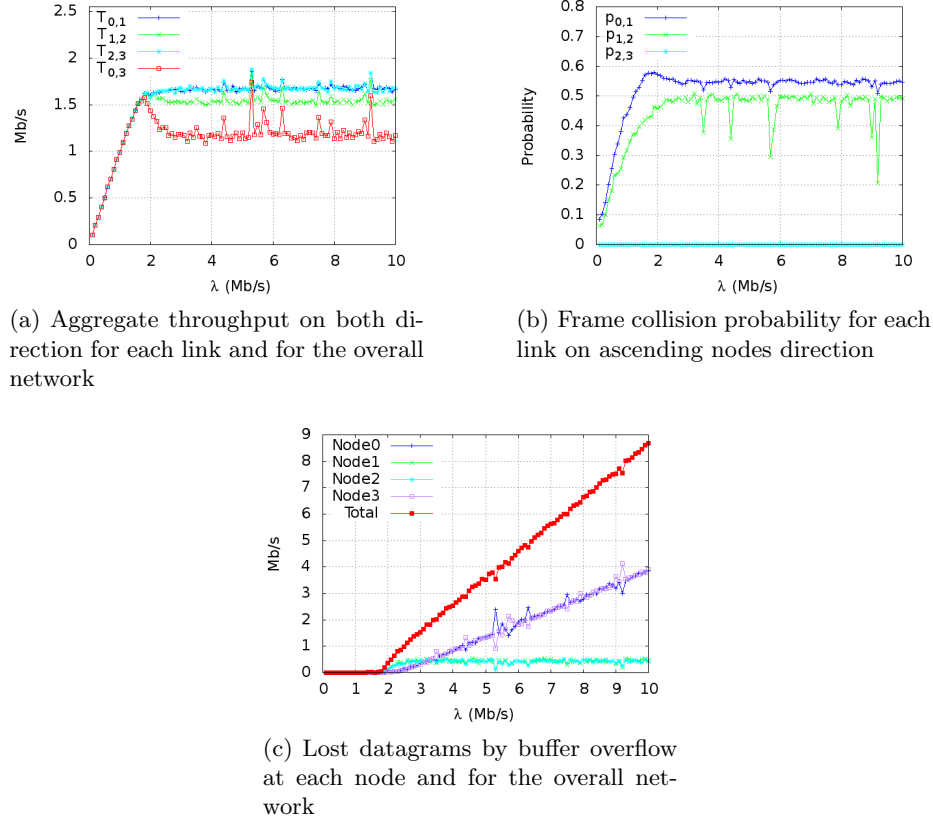 T0,1
T1,2
T2,3
T0,3
2.5
2
1.5
1
0.5
0
Mb/s
0 2 4 6 8 10
λ (Mb/s)
(a) Aggregate throughput on both di-
rection for each link and for the overall
network
p0,1
p1,2
p2,3
0.8
0.7
0.6
0.5
0.4
0.3
0.2
0.1
0
Probability
0 2 4 6 8 10
λ (Mb/s)
(b) Frame collision probability for each
link on ascending nodes direction
Node0
Node1
Node2
Node3
Total
9
8
7
6
5
4
3
2
1
0
Mb/s
0 1 2 3 4 5 6 7 8 9 10
λ (Mb/s)
(c) Lost datagrams by buffer overflow
at each node and for the overall net-
work